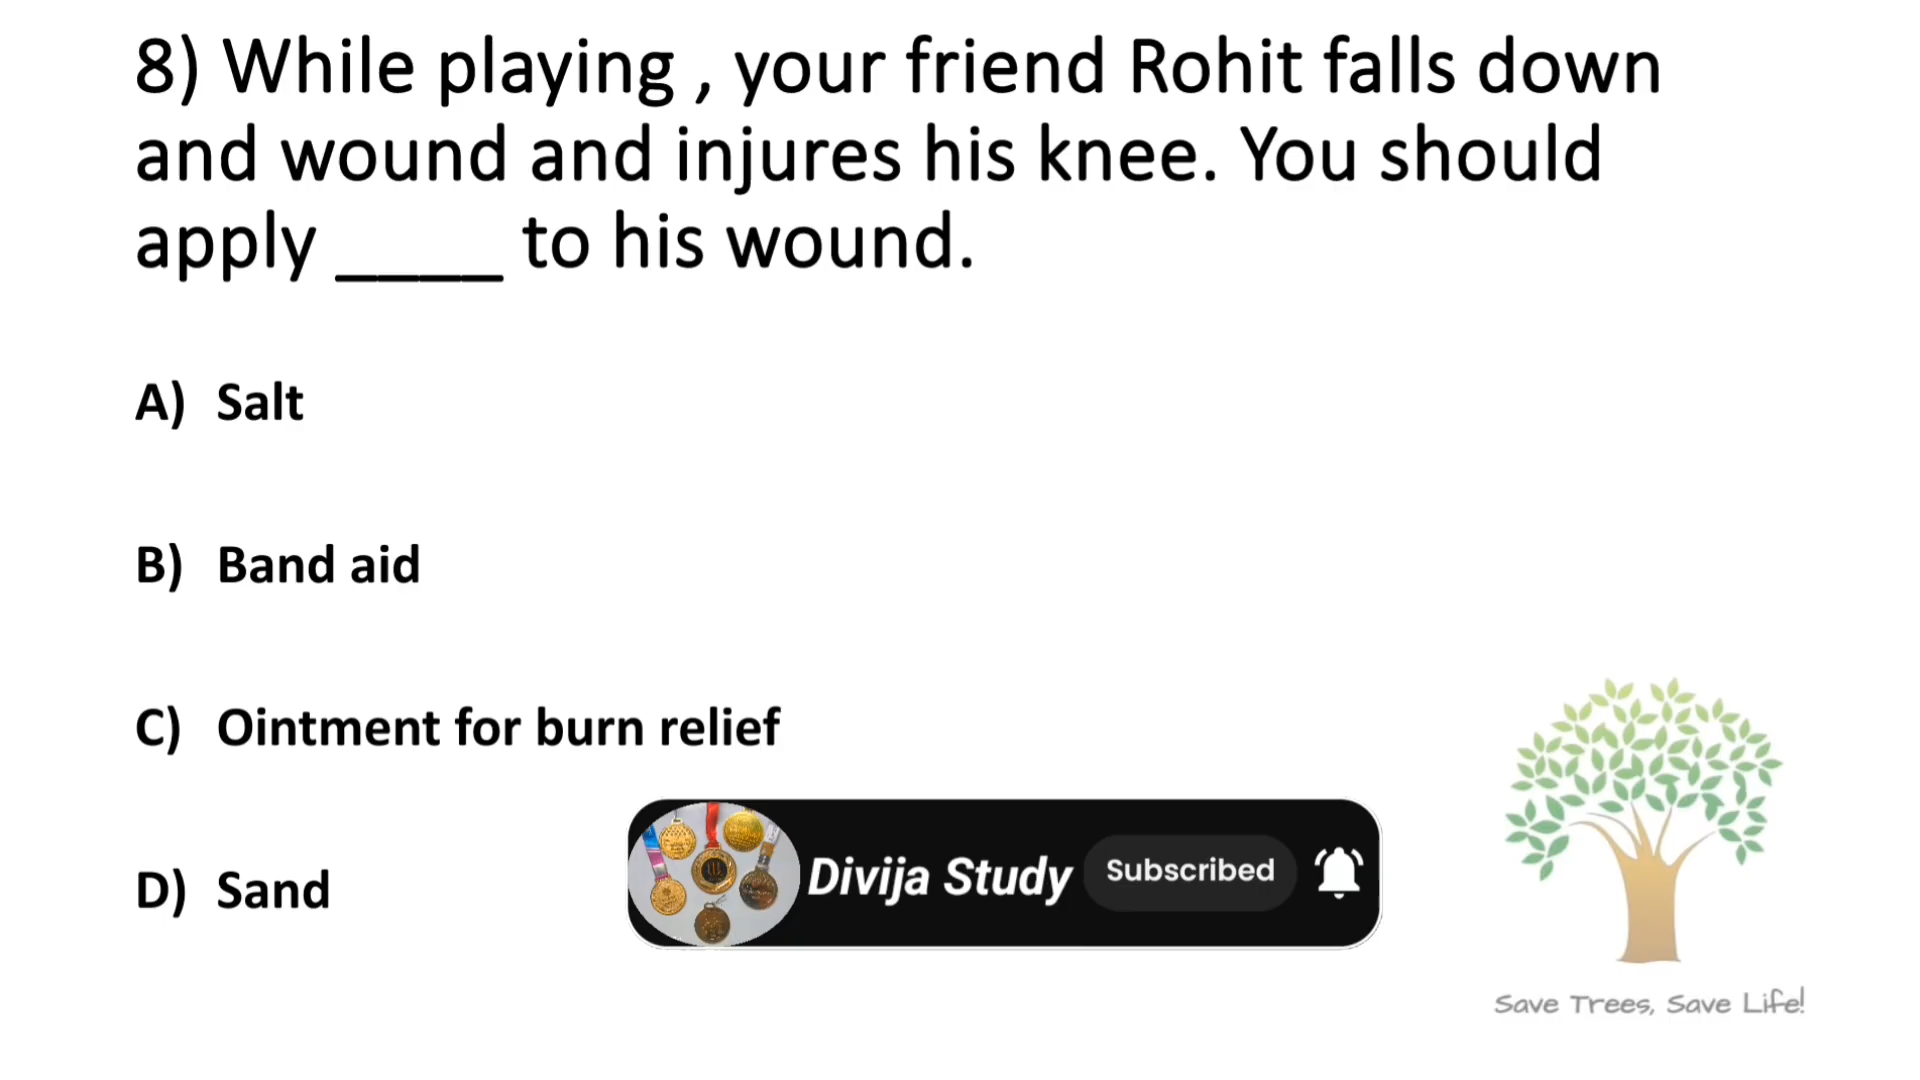 8) While playing , your friend Rohit falls down
and wound and injures his knee. You should
apply ____ to his wound.
A) Salt
B) Band aid
C) Ointment for burn relief
D) Sand
Divija Study Subscribed
Save Trees, Save Life!